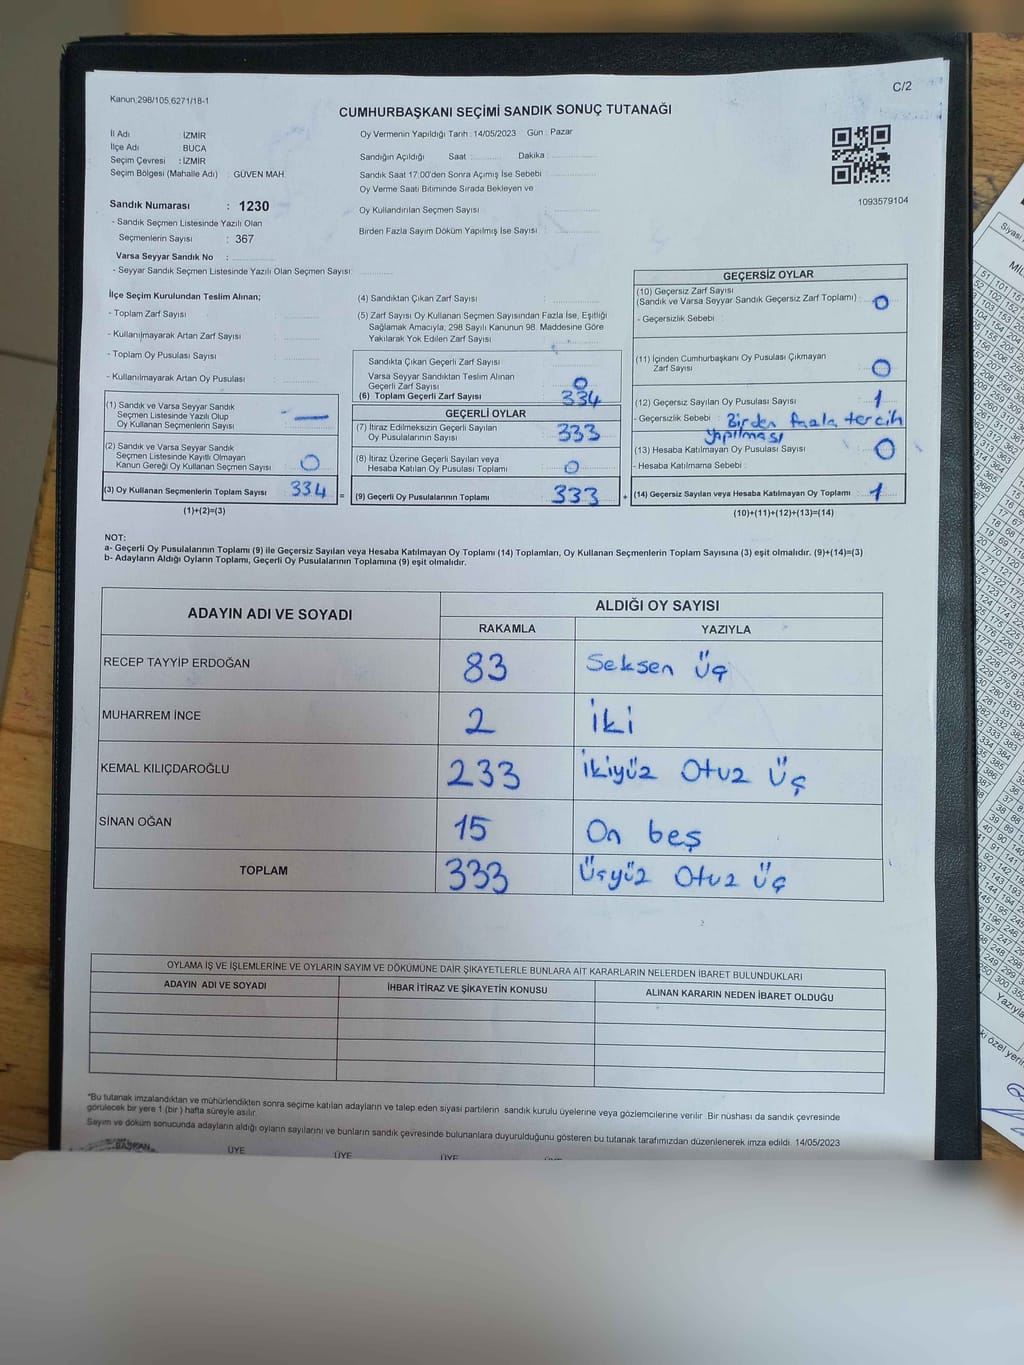 C/2
Kanun;298/105,6271/18-1
CUMHURBAŞKANI SEÇİMİ SANDIK SONUÇ TUTANAĞI
İl Adı : İZMİR
İlçe Adı : BUCA
Seçim Çevresi : İZMİR
Seçim Bölgesi (Mahalle Adı) : GÜVEN MAH.
Sandık Numarası : 1230
- Sandık Seçmen Listesinde Yazılı Olan
Seçmenlerin Sayısı : 367
Varsa Seyyar Sandık No :
- Seyyar Sandık Seçmen Listesinde Yazılı Olan Seçmen Sayısı:
Oy Vermenin Yapıldığı Tarih : 14/05/2023 Gün : Pazar
Sandığın Açıldığı Saat Dakika :
Sandık Saat 17:00'den Sonra Açımış İse Sebebi :
Oy Verme Saati Bitiminde Sırada Bekleyen ve
Oy Kullandırılan Seçmen Sayısı :
Birden Fazla Sayım Döküm Yapılmış İse Sayısı :
1093579104
İlçe Seçim Kurulundan Teslim Alınan;
- Toplam Zarf Sayısı :
- Kullanılmayarak Artan Zarf Sayısı :
- Toplam Oy Pusulası Sayısı :
- Kullanılmayarak Artan Oy Pusulası :
(1) Sandık ve Varsa Seyyar Sandık
Seçmen Listesinde Yazılı Olup
Oy Kullanan Seçmenlerin Sayısı : —
(2) Sandık ve Varsa Seyyar Sandık
Seçmen Listesinde Kayıtlı Olmayan
Kanun Gereği Oy Kullanan Seçmen Sayısı : 0
(3) Oy Kullanan Seçmenlerin Toplam Sayısı 334 =
(1)+(2)=(3)
(4) Sandıktan Çıkan Zarf Sayısı :
(5) Zarf Sayısı Oy Kullanan Seçmen Sayısından Fazla İse, Eşitliği
Sağlamak Amacıyla, 298 Sayılı Kanunun 98. Maddesine Göre
Yakılarak Yok Edilen Zarf Sayısı :
Sandıkta Çıkan Geçerli Zarf Sayısı
Varsa Seyyar Sandıktan Teslim Alınan
Geçerli Zarf Sayısı 0
(6) Toplam Geçerli Zarf Sayısı 334
GEÇERLİ OYLAR
(7) İtiraz Edilmeksizin Geçerli Sayılan
Oy Pusulalarının Sayısı : 333
(8) İtiraz Üzerine Geçerli Sayılan veya
Hesaba Katılan Oy Pusulası Toplamı : 0
(9) Geçerli Oy Pusulalarının Toplamı 333 +
GEÇERSİZ OYLAR
(10) Geçersiz Zarf Sayısı
(Sandık ve Varsa Seyyar Sandık Geçersiz Zarf Toplamı) : 0
- Geçersizlik Sebebi :
(11) İçinden Cumhurbaşkanı Oy Pusulası Çıkmayan
Zarf Sayısı : 0
(12) Geçersiz Sayılan Oy Pusulası Sayısı : 1
- Geçersizlik Sebebi : Birden fazla tercih
yapılması
(13) Hesaba Katılmayan Oy Pusulası Sayısı : 0
- Hesaba Katılmama Sebebi :
(14) Geçersiz Sayılan veya Hesaba Katılmayan Oy Toplamı : 1
(10)+(11)+(12)+(13)=(14)
NOT:
a- Geçerli Oy Pusulalarının Toplamı (9) ile Geçersiz Sayılan veya Hesaba Katılmayan Oy Toplamı (14) Toplamları, Oy Kullanan Seçmenlerin Toplam Sayısına (3) eşit olmalıdır. (9)+(14)=(3)
b- Adayların Aldığı Oyların Toplamı, Geçerli Oy Pusulalarının Toplamına (9) eşit olmalıdır.
ADAYIN ADI VE SOYADI ALDIĞI OY SAYISI
RAKAMLA YAZIYLA
RECEP TAYYİP ERDOĞAN 83 Seksen Üç
MUHARREM İNCE 2 İki
KEMAL KILIÇDAROĞLU 233 İkiyüz Otuz Üç
SİNAN OĞAN 15 On beş
TOPLAM 333 Üçyüz Otuz Üç
OYLAMA İŞ VE İŞLEMLERİNE VE OYLARIN SAYIM VE DÖKÜMÜNE DAİR ŞİKAYETLERLE BUNLARA AİT KARARLARIN NELERDEN İBARET BULUNDUKLARI
ADAYIN ADI VE SOYADI İHBAR İTİRAZ VE ŞİKAYETİN KONUSU ALINAN KARARIN NEDEN İBARET OLDUĞU
*Bu tutanak imzalandıktan ve mühürlendikten sonra seçime katılan adayların ve talep eden siyasi partilerin sandık kurulu üyelerine veya gözlemcilerine verilir. Bir nüshası da sandık çevresinde
görülecek bir yere 1 (bir) hafta süreyle asılır.
Sayım ve döküm sonucunda adayların aldığı oyların sayılarını ve bunların sandık çevresinde bulunanlara duyurulduğunu gösteren bu tutanak tarafımızdan düzenlenerek imza edildi. 14/05/2023
BAŞKAN ÜYE ÜYE ÜYE